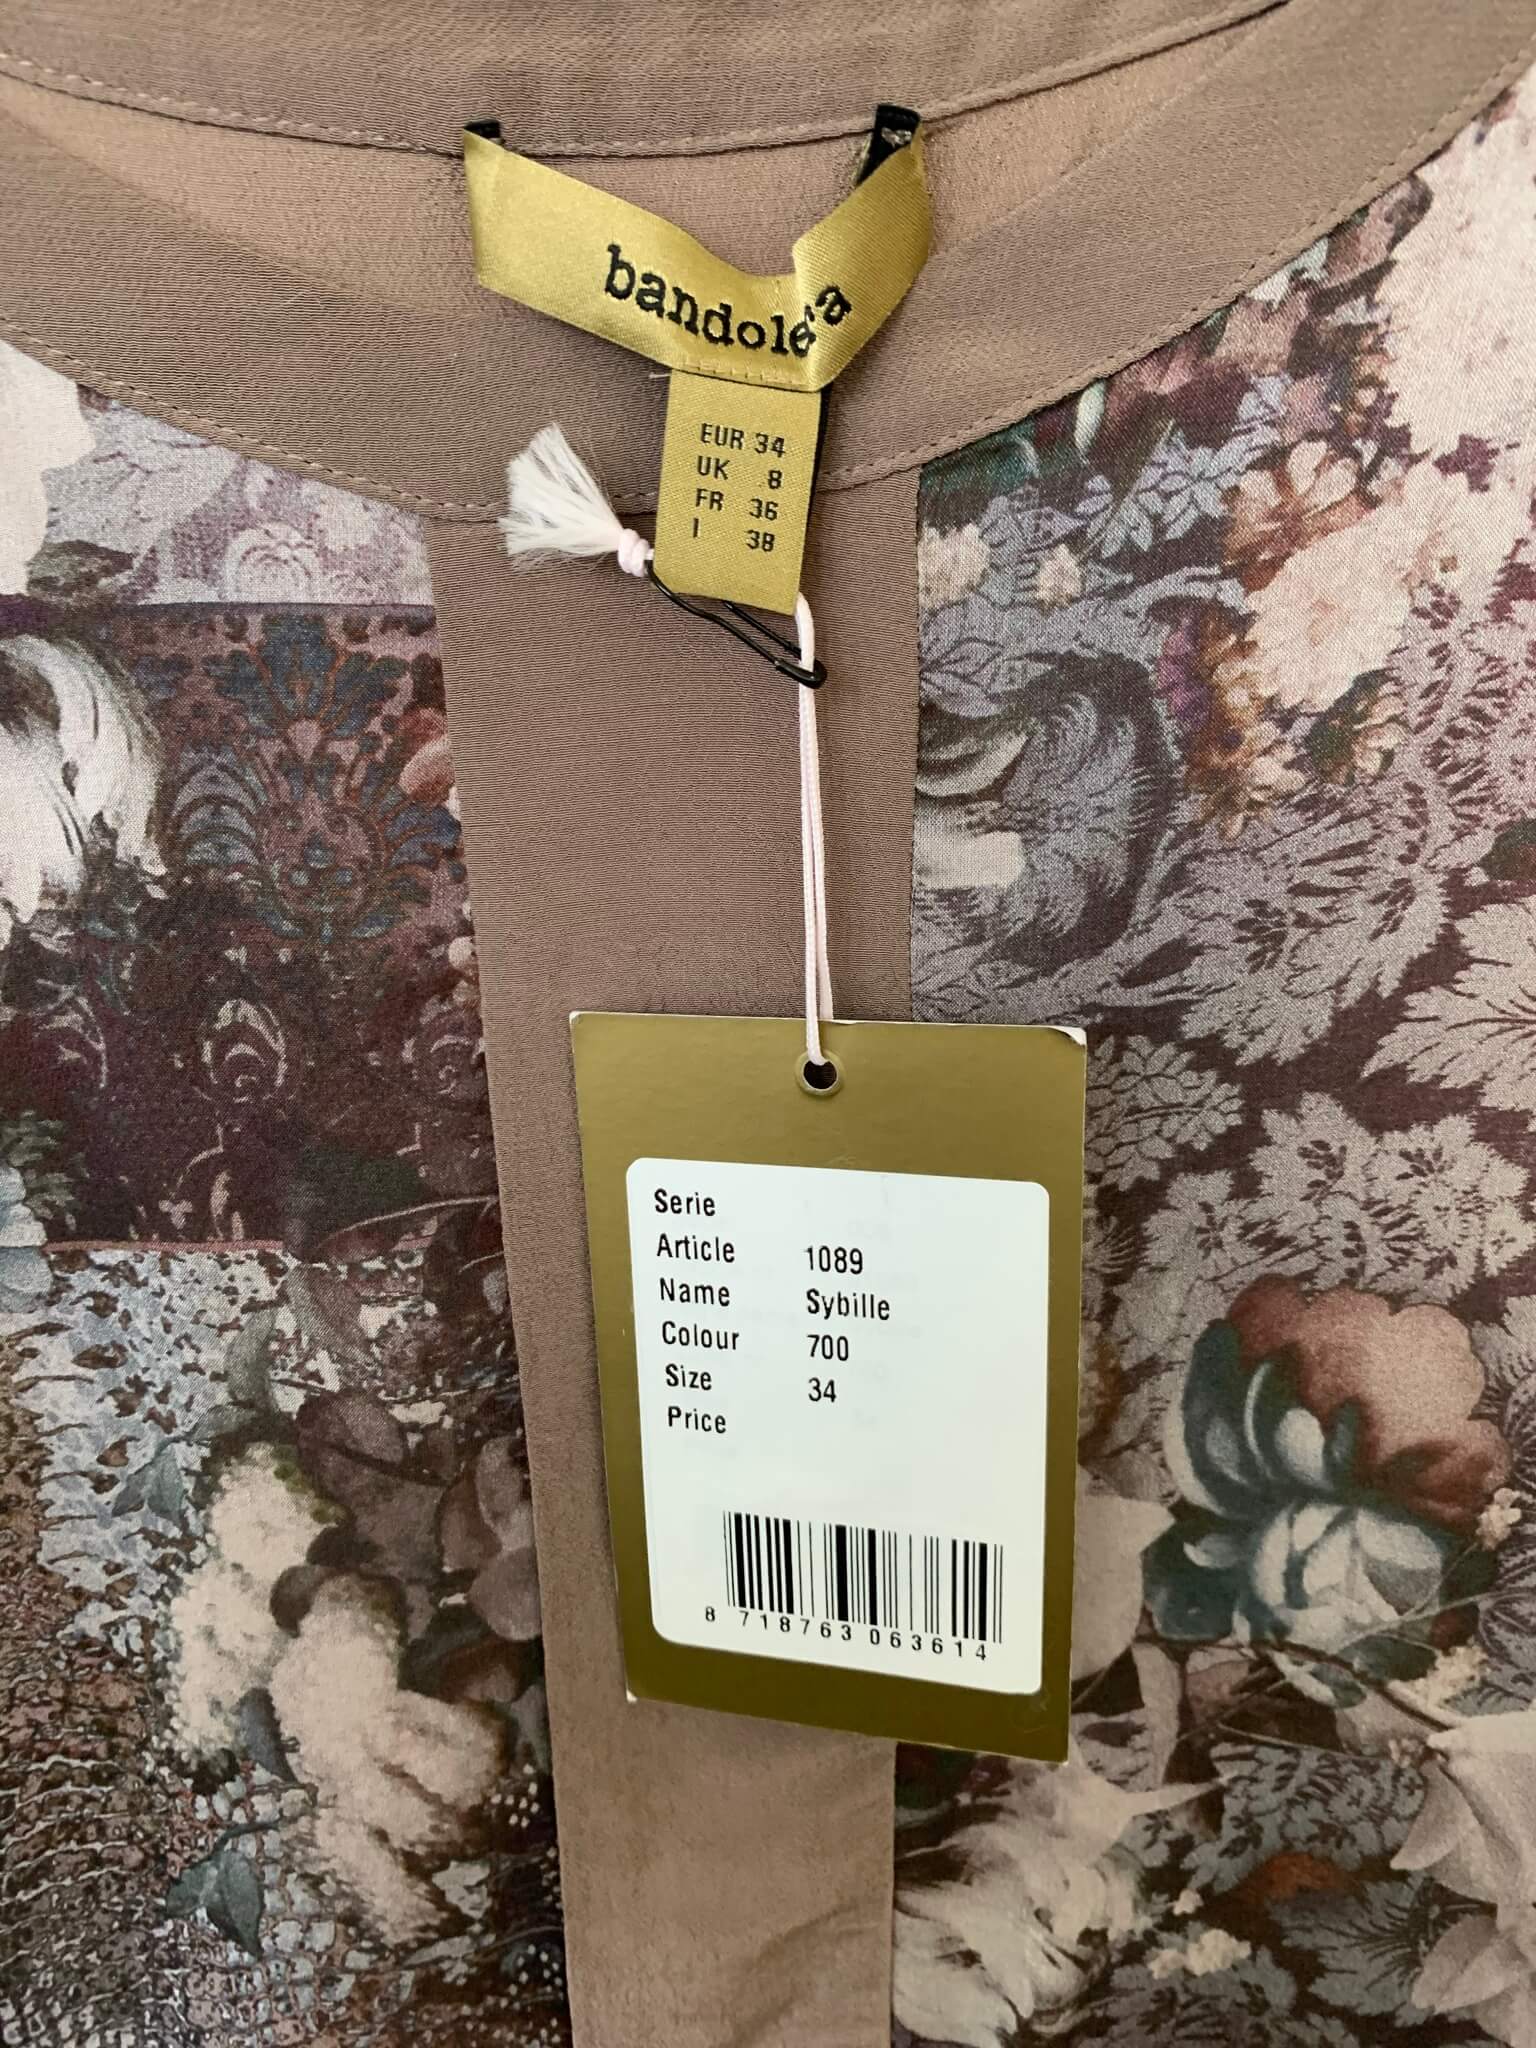 bandolera
EUR 34
UK 8
FR 36
I 38
Serie
Article 1089
Name Sybille
Colour 700
Size 34
Price
8 718763 063614